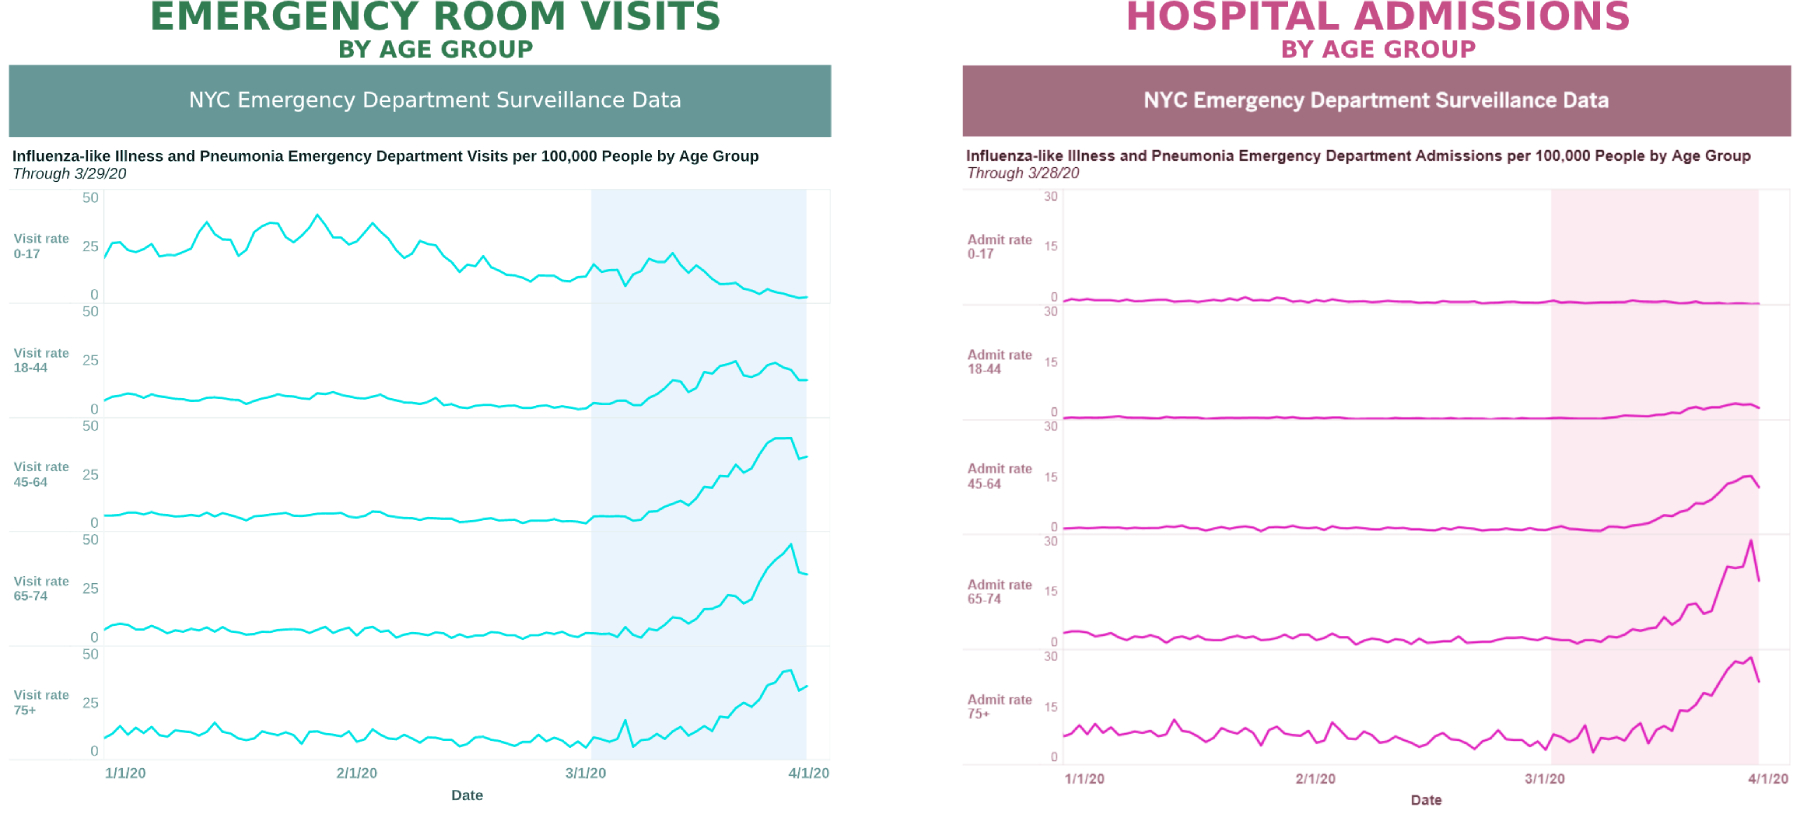 EMERGENCY ROOM VISITS
BY AGE GROUP
NYC Emergency Department Surveillance Data
Influenza-like Illness and Pneumonia Emergency Department Visits per 100,000 People by Age Group
Through 3/29/20
50
Visit rate
0-17
25
0
50
Visit rate
18-44
25
0
50
Visit rate
45-64
25
0
50
Visit rate
65-74
25
0
50
Visit rate
75+
25
0
1/1/20 2/1/20 3/1/20 4/1/20
Date
HOSPITAL ADMISSIONS
BY AGE GROUP
NYC Emergency Department Surveillance Data
Influenza-like Illness and Pneumonia Emergency Department Admissions per 100,000 People by Age Group
Through 3/28/20
30
Admit rate
0-17
15
0
30
Admit rate
18-44
15
0
30
Admit rate
45-64
15
0
30
Admit rate
65-74
15
0
30
Admit rate
75+
15
0
1/1/20 2/1/20 3/1/20 4/1/20
Date